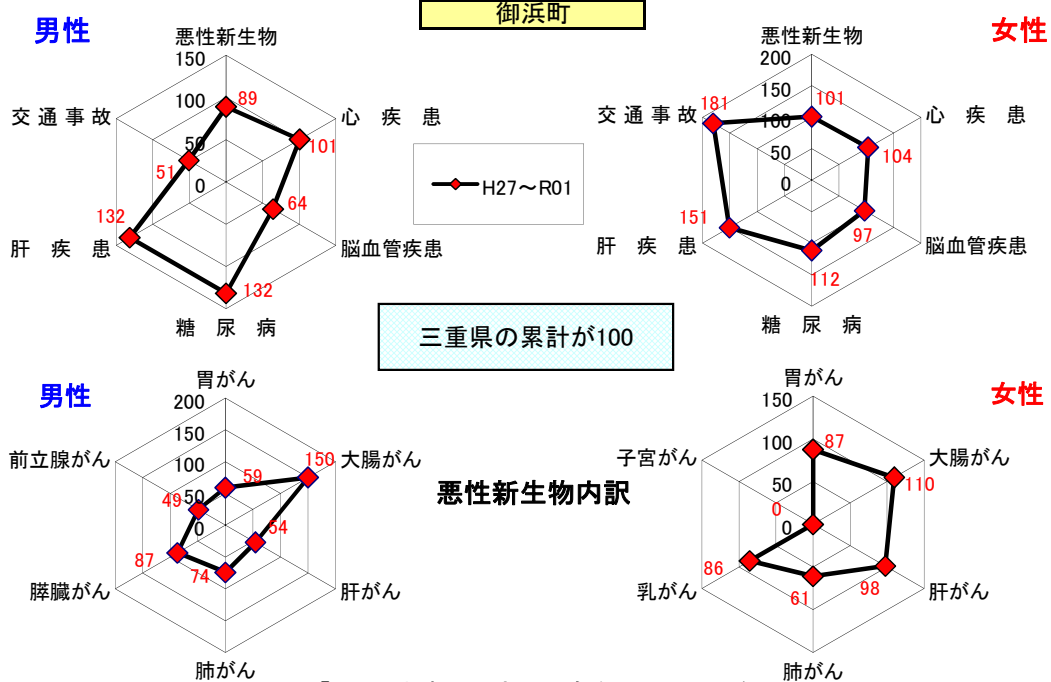 御浜町
男性
悪性新生物
150
100
50
0
心 疾 患
脳血管疾患
糖 尿 病
肝 疾 患
交 通 事 故
89
101
64
132
132
51
H27～R01
女性
悪性新生物
200
150
100
50
0
心 疾 患
脳血管疾患
糖 尿 病
肝 疾 患
交 通 事 故
101
104
97
112
151
181
三重県の累計が100
男性
胃がん
200
150
100
50
0
大腸がん
肝がん
肺がん
膵臓がん
前立腺がん
59
150
54
74
87
49
悪性新生物内訳
女性
胃がん
150
100
50
0
大腸がん
肝がん
肺がん
乳がん
子宮がん
87
110
98
61
86
0